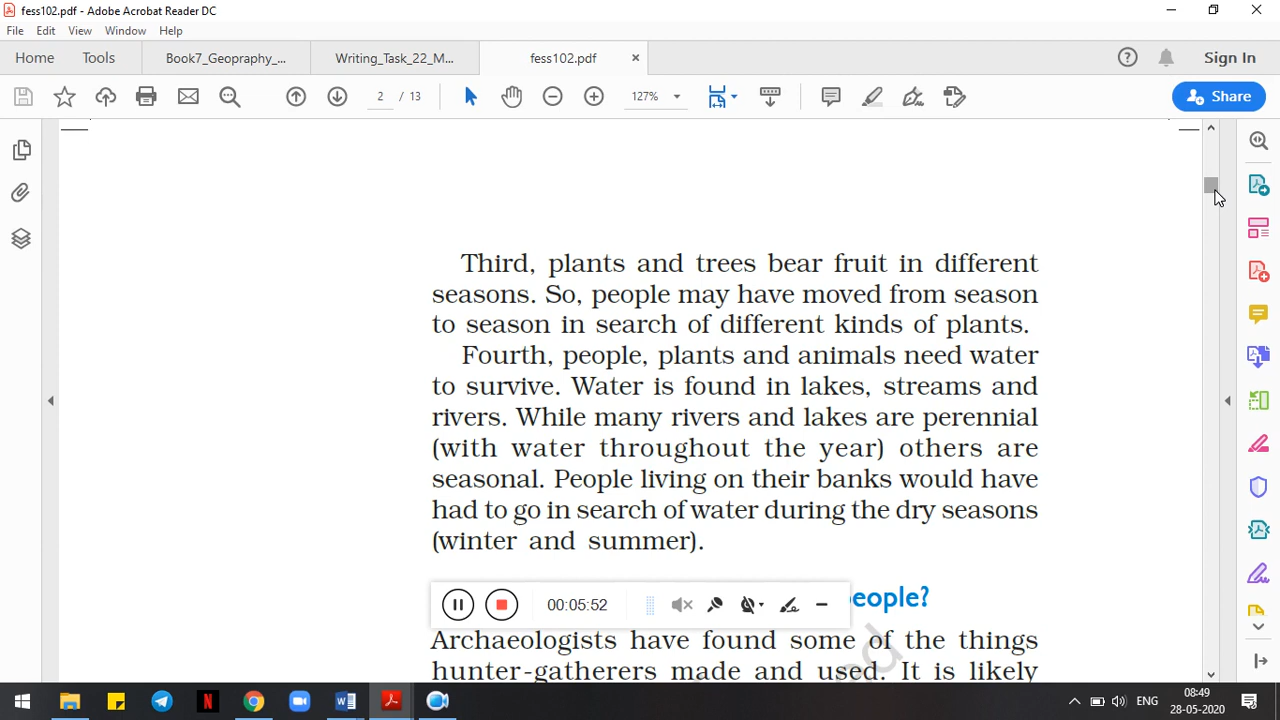 fess102.pdf - Adobe Acrobat Reader DC
File Edit View Window Help
Home Tools Book7_Geopraphy_... Writing_Task_22_M... fess102.pdf × Sign In
2 / 13 127% Share
Third, plants and trees bear fruit in different
seasons. So, people may have moved from season
to season in search of different kinds of plants.
Fourth, people, plants and animals need water
to survive. Water is found in lakes, streams and
rivers. While many rivers and lakes are perennial
(with water throughout the year) others are
seasonal. People living on their banks would have
had to go in search of water during the dry seasons
(winter and summer).
people?
00:05:52
Archaeologists have found some of the things
hunter-gatherers made and used. It is likely
ENG 08:49
28-05-2020